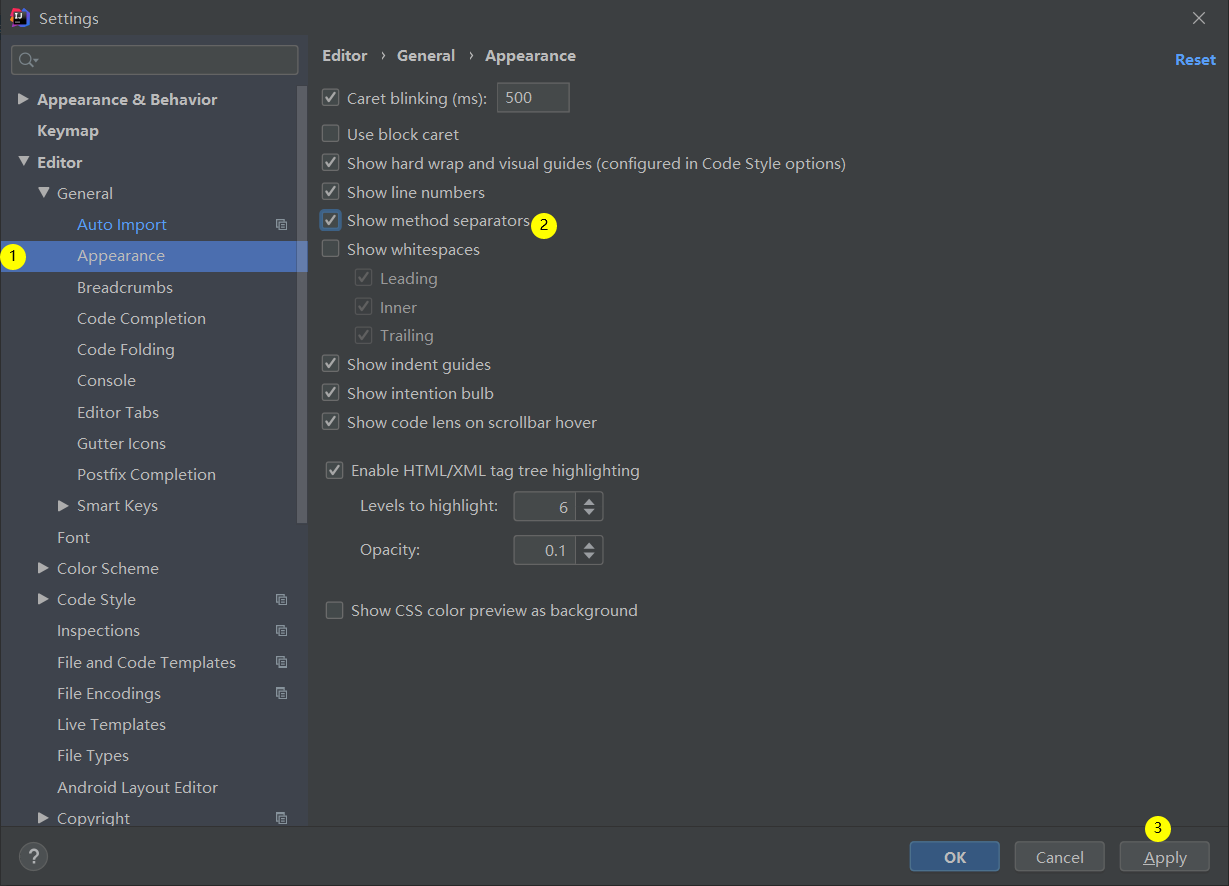 Settings
Appearance & Behavior
Keymap
Editor
General
Auto Import
1
Appearance
Breadcrumbs
Code Completion
Code Folding
Console
Editor Tabs
Gutter Icons
Postfix Completion
Smart Keys
Font
Color Scheme
Code Style
Inspections
File and Code Templates
File Encodings
Live Templates
File Types
Android Layout Editor
Copyright
Editor › General › Appearance
Reset
Caret blinking (ms): 500
Use block caret
Show hard wrap and visual guides (configured in Code Style options)
Show line numbers
Show method separators 2
Show whitespaces
Leading
Inner
Trailing
Show indent guides
Show intention bulb
Show code lens on scrollbar hover
Enable HTML/XML tag tree highlighting
Levels to highlight: 6
Opacity: 0.1
Show CSS color preview as background
3
? OK Cancel Apply